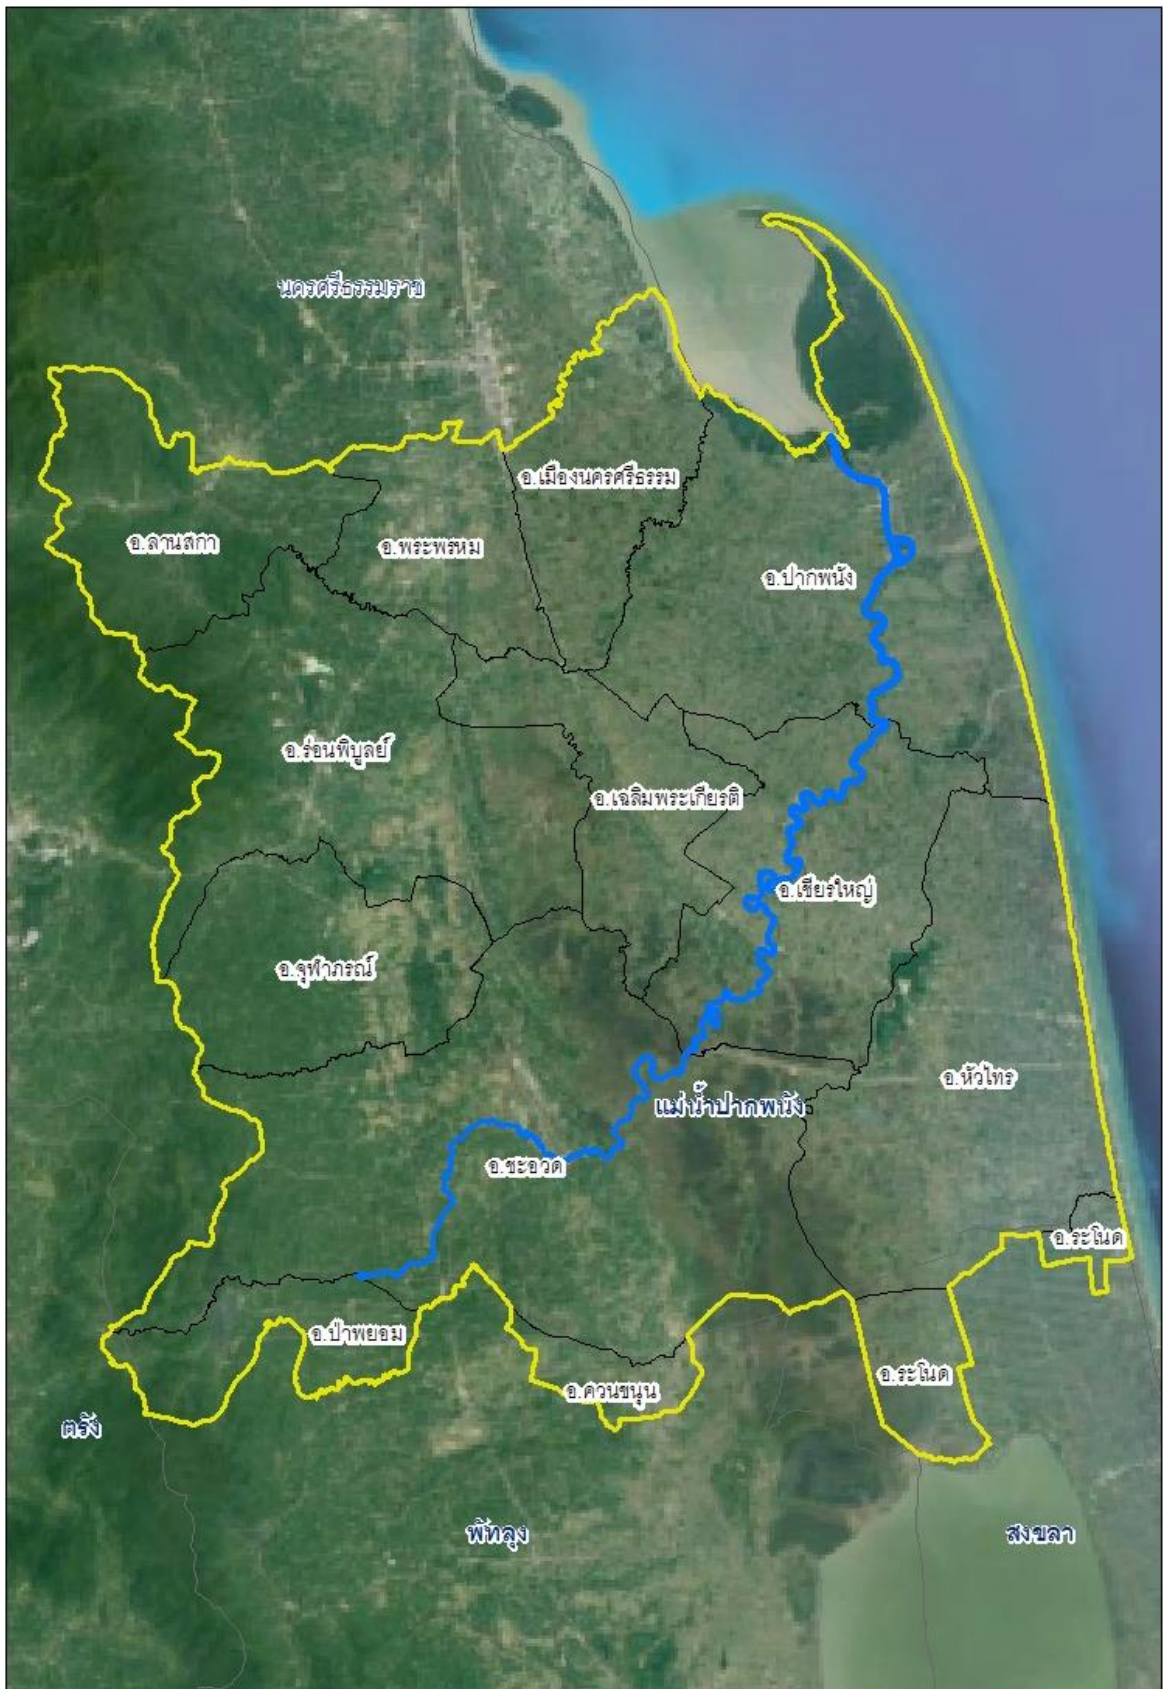 นครศรีธรรมราช
อ.เมืองนครศรีธรรม
อ.ลานสกา
อ.พระพรหม
อ.ปากพนัง
อ.ร่อนพิบูลย์
อ.เฉลิมพระเกียรติ
อ.เชียรใหญ่
อ.จุฬาภรณ์
อ.หัวไทร
แม่น้ำปากพนัง
อ.ชะอวด
อ.ระโนด
อ.ป่าพยอม
อ.ระโนด
อ.ควนขนุน
ตรัง
พัทลุง
สงขลา